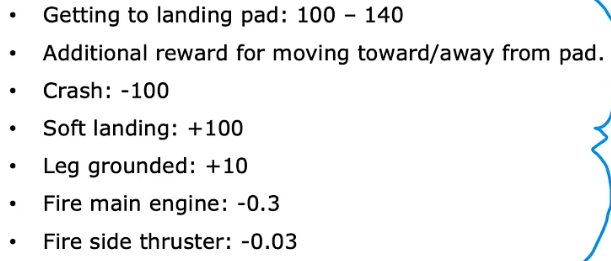 • Getting to landing pad: 100 – 140
• Additional reward for moving toward/away from pad.
• Crash: -100
• Soft landing: +100
• Leg grounded: +10
• Fire main engine: -0.3
• Fire side thruster: -0.03